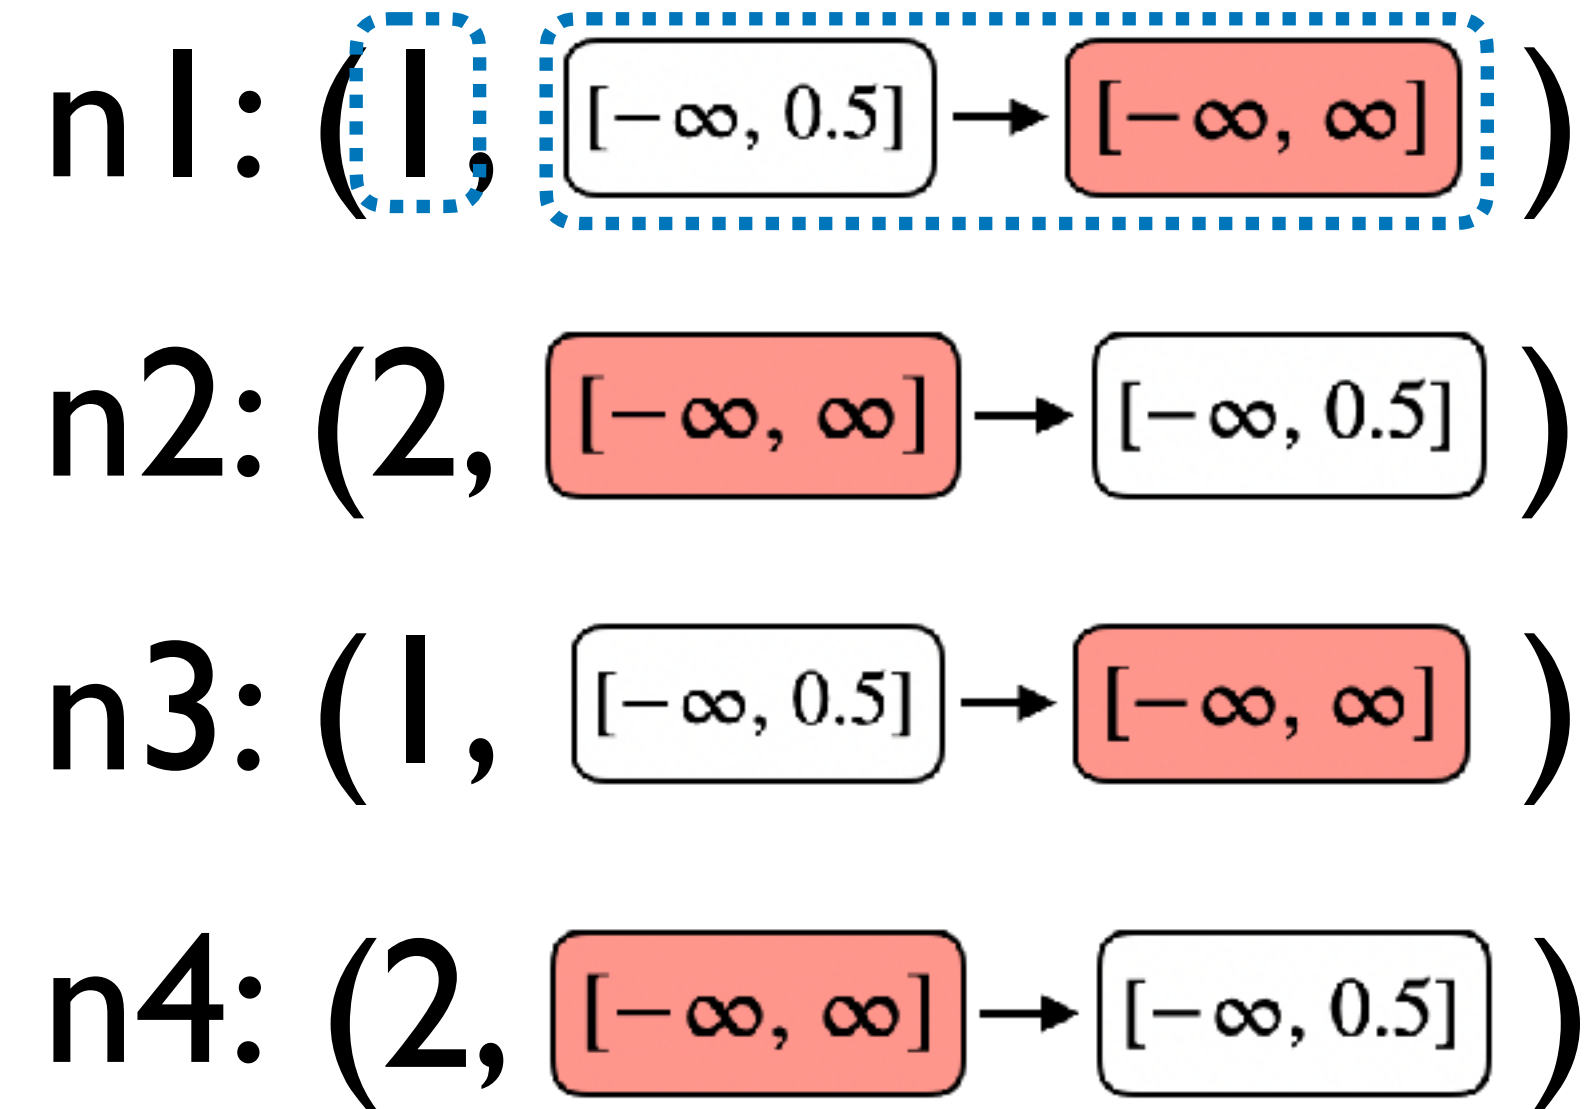 n1: (1, [−∞, 0.5] → [−∞, ∞] )
n2: (2, [−∞, ∞] → [−∞, 0.5] )
n3: (1, [−∞, 0.5] → [−∞, ∞] )
n4: (2, [−∞, ∞] → [−∞, 0.5] )